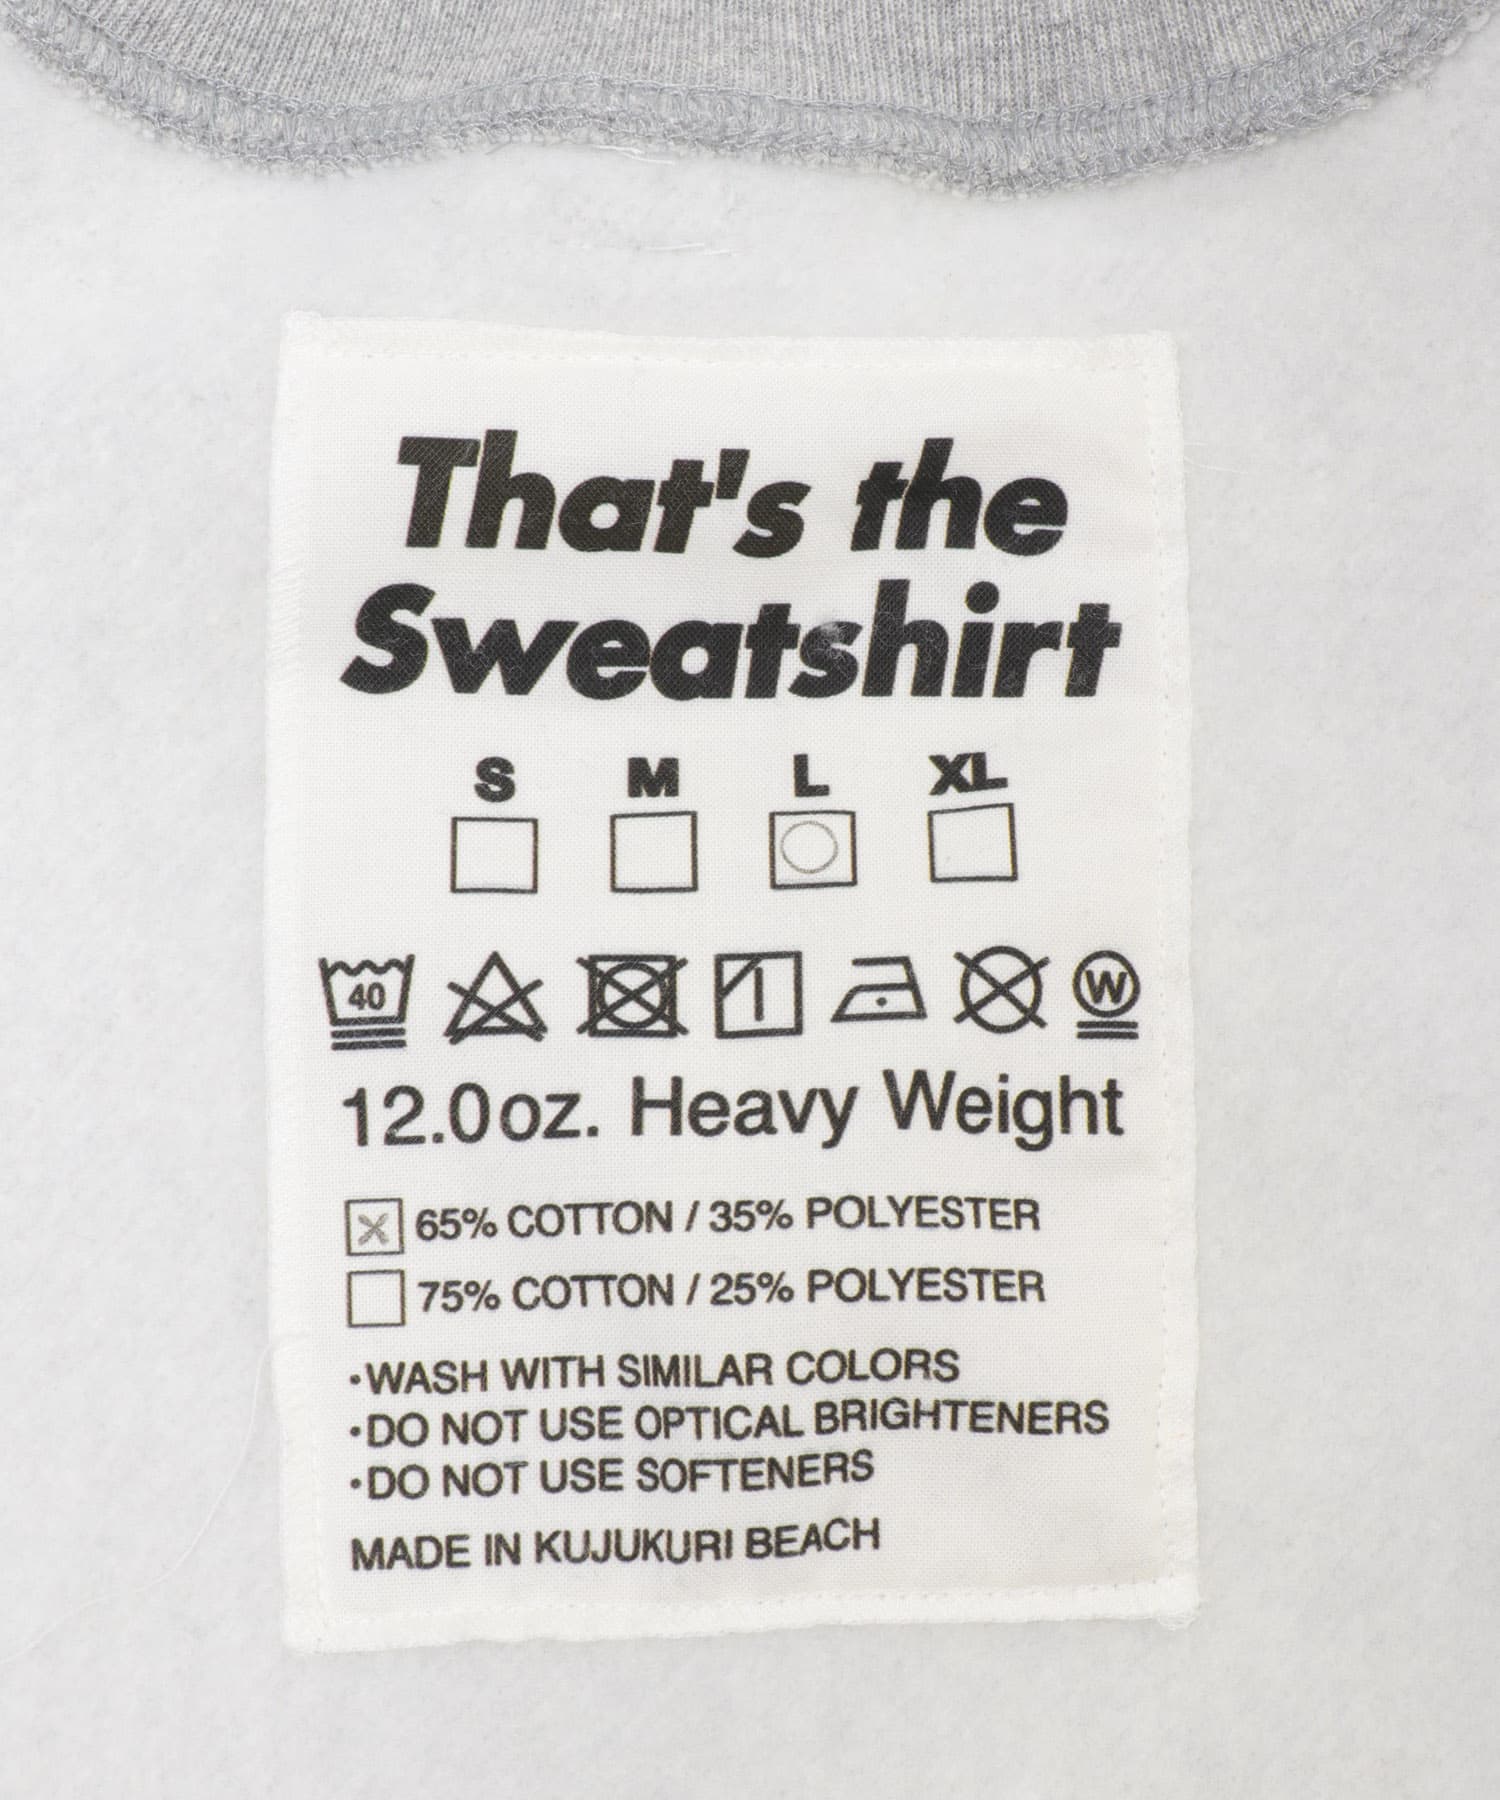 That's the
Sweatshirt
S M L XL
40 W
12.0oz. Heavy Weight
65% COTTON / 35% POLYESTER
75% COTTON / 25% POLYESTER
·WASH WITH SIMILAR COLORS
·DO NOT USE OPTICAL BRIGHTENERS
·DO NOT USE SOFTENERS
MADE IN KUJUKURI BEACH